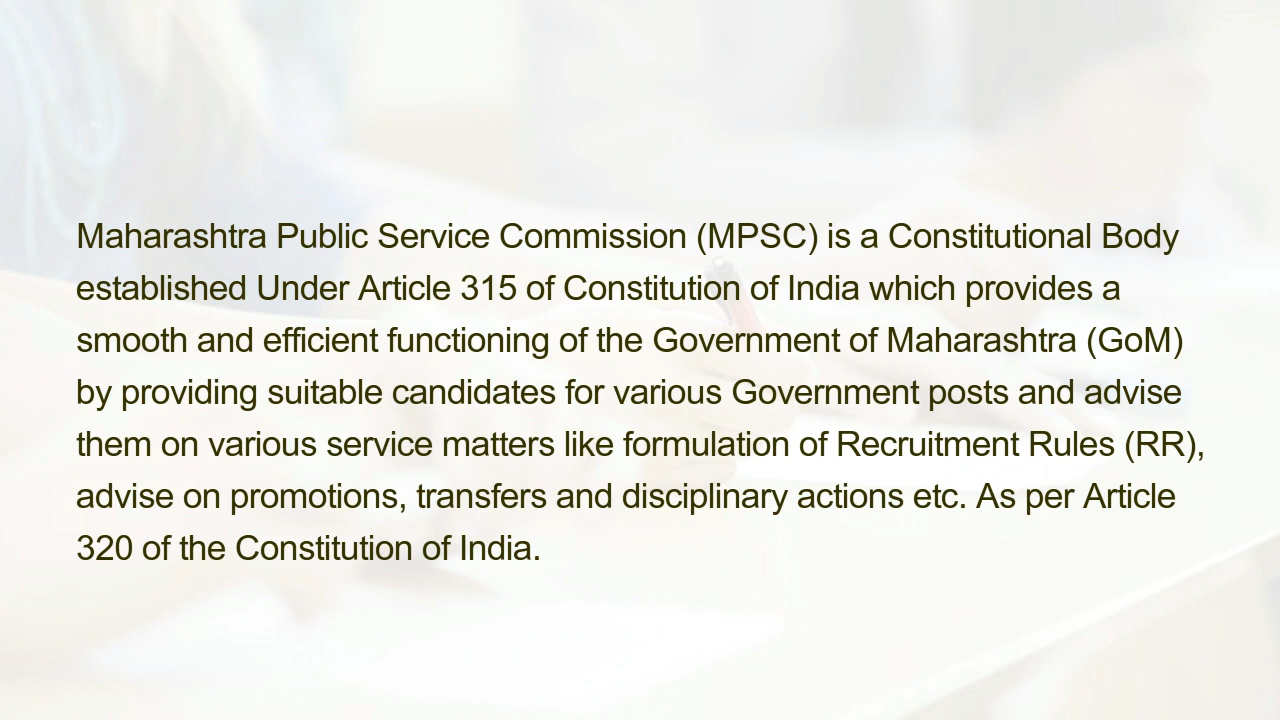 Maharashtra Public Service Commission (MPSC) is a Constitutional Body
established Under Article 315 of Constitution of India which provides a
smooth and efficient functioning of the Government of Maharashtra (GoM)
by providing suitable candidates for various Government posts and advise
them on various service matters like formulation of Recruitment Rules (RR),
advise on promotions, transfers and disciplinary actions etc. As per Article
320 of the Constitution of India.